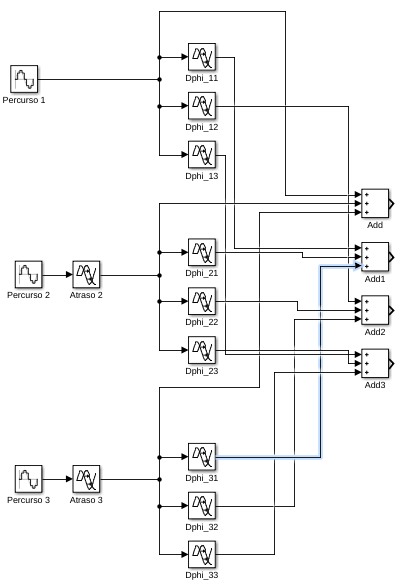 Dphi_11
Percurso 1
Dphi_12
Dphi_13
Add
Dphi_21
Add1
Percurso 2
Atraso 2
Dphi_22
Add2
Dphi_23
Add3
Dphi_31
Percurso 3
Atraso 3
Dphi_32
Dphi_33